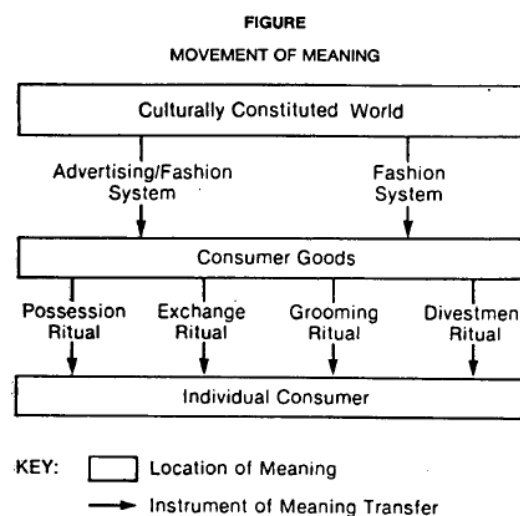 FIGURE
MOVEMENT OF MEANING
Culturally Constituted World
Advertising/Fashion System
Fashion System
Consumer Goods
Possession Ritual
Exchange Ritual
Grooming Ritual
Divestmen Ritual
Individual Consumer
KEY: Location of Meaning
Instrument of Meaning Transfer